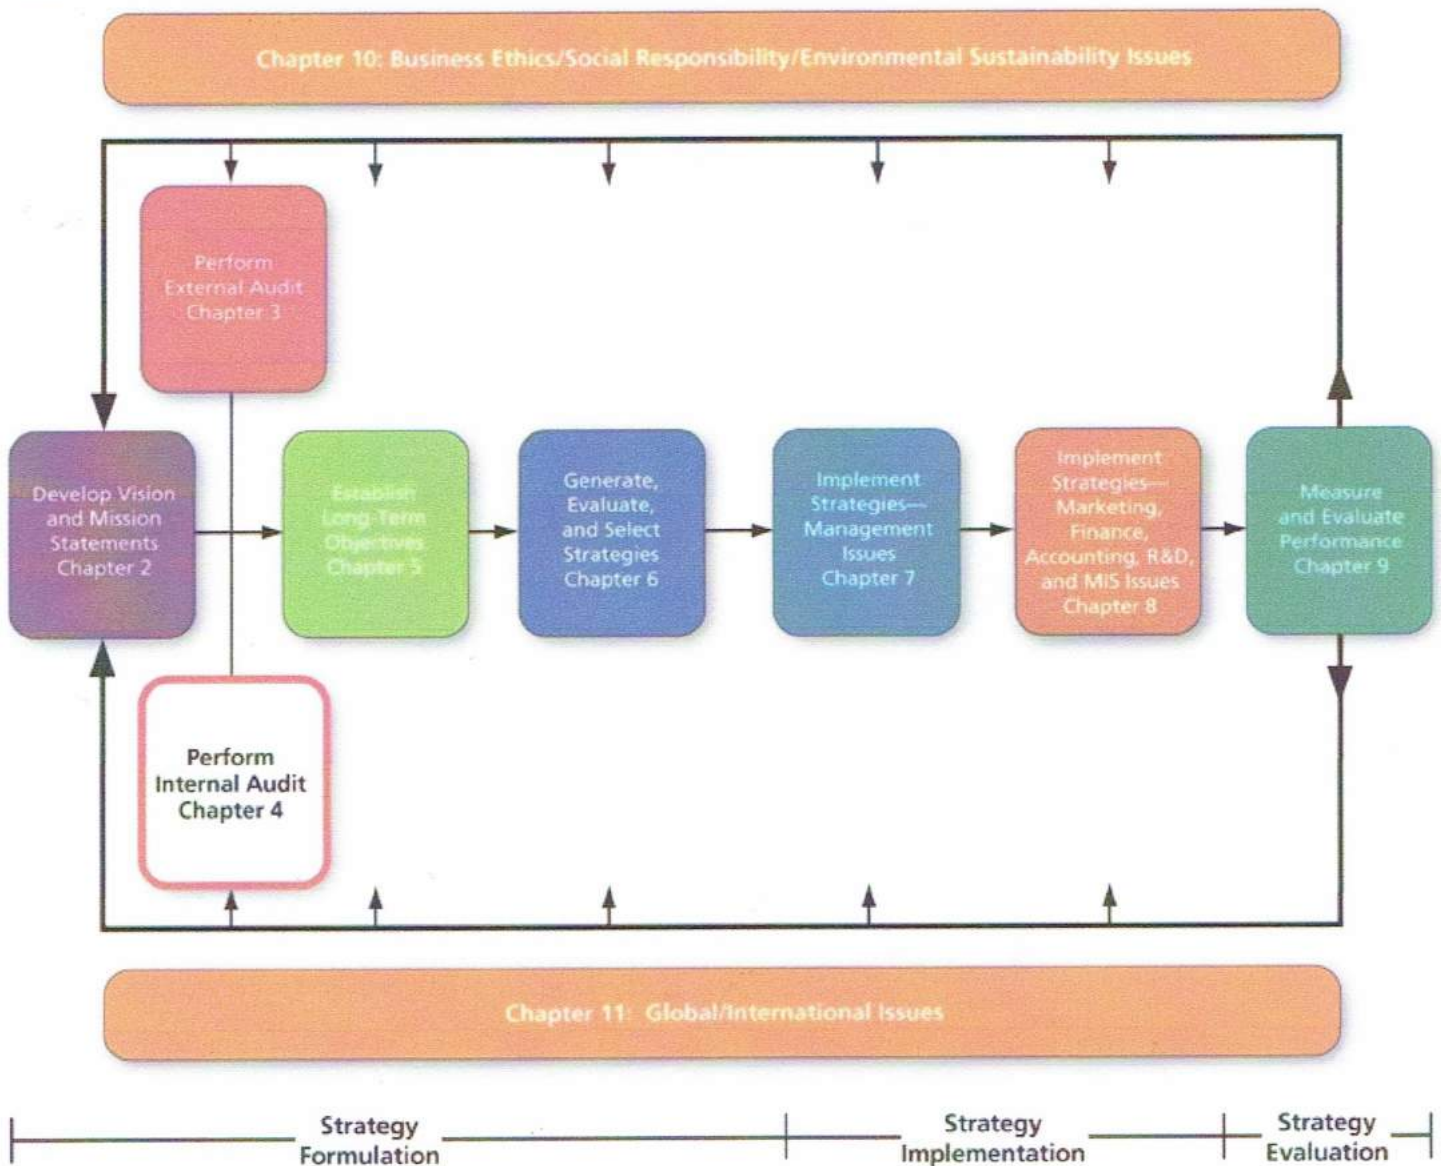 Chapter 10: Business Ethics/Social Responsibility/Environmental Sustainability Issues
Perform
External Audit
Chapter 3
Develop Vision
and Mission
Statements
Chapter 2
Establish
Long-Term
Objectives
Chapter 5
Generate,
Evaluate,
and Select
Strategies
Chapter 6
Implement
Strategies—
Management
Issues
Chapter 7
Implement
Strategies—
Marketing,
Finance,
Accounting, R&D,
and MIS Issues
Chapter 8
Measure
and Evaluate
Performance
Chapter 9
Perform
Internal Audit
Chapter 4
Chapter 11: Global/International Issues
Strategy
Formulation
Strategy
Implementation
Strategy
Evaluation